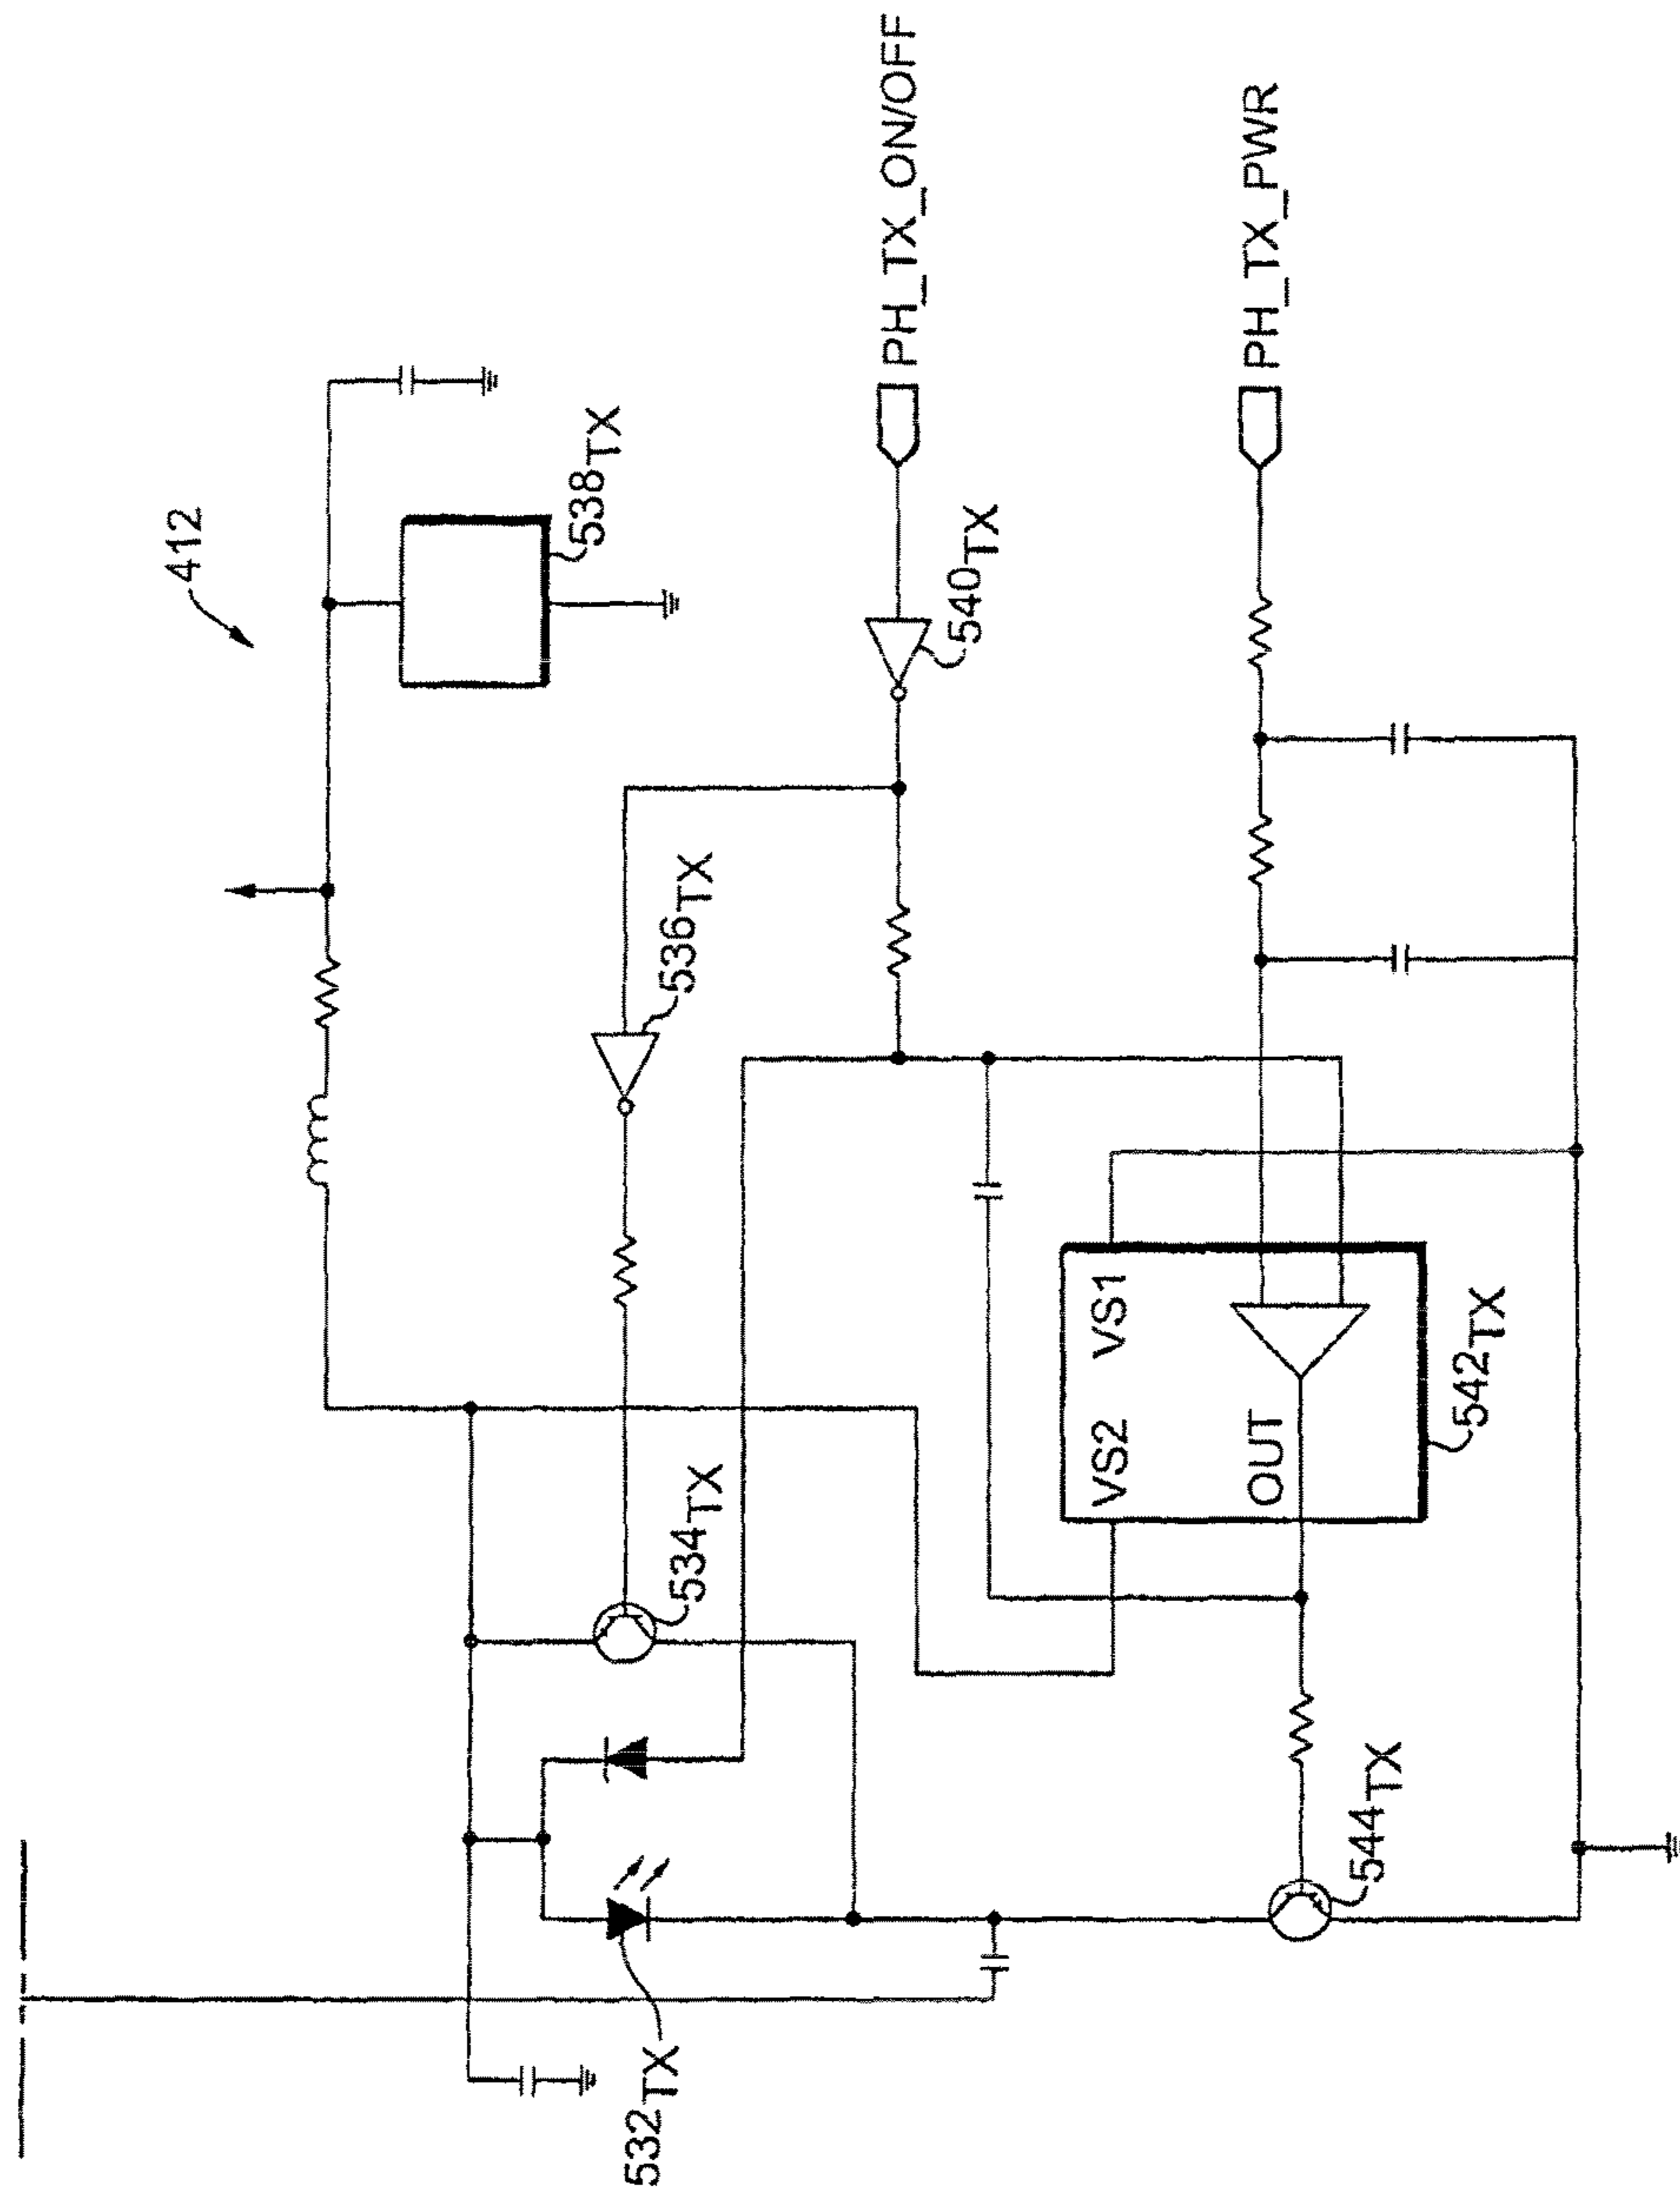 412
538TX
PH_TX_ON/OFF
540TX
PH_TX_PWR
536TX
534TX
VS1
VS2
OUT
542TX
544TX
532TX